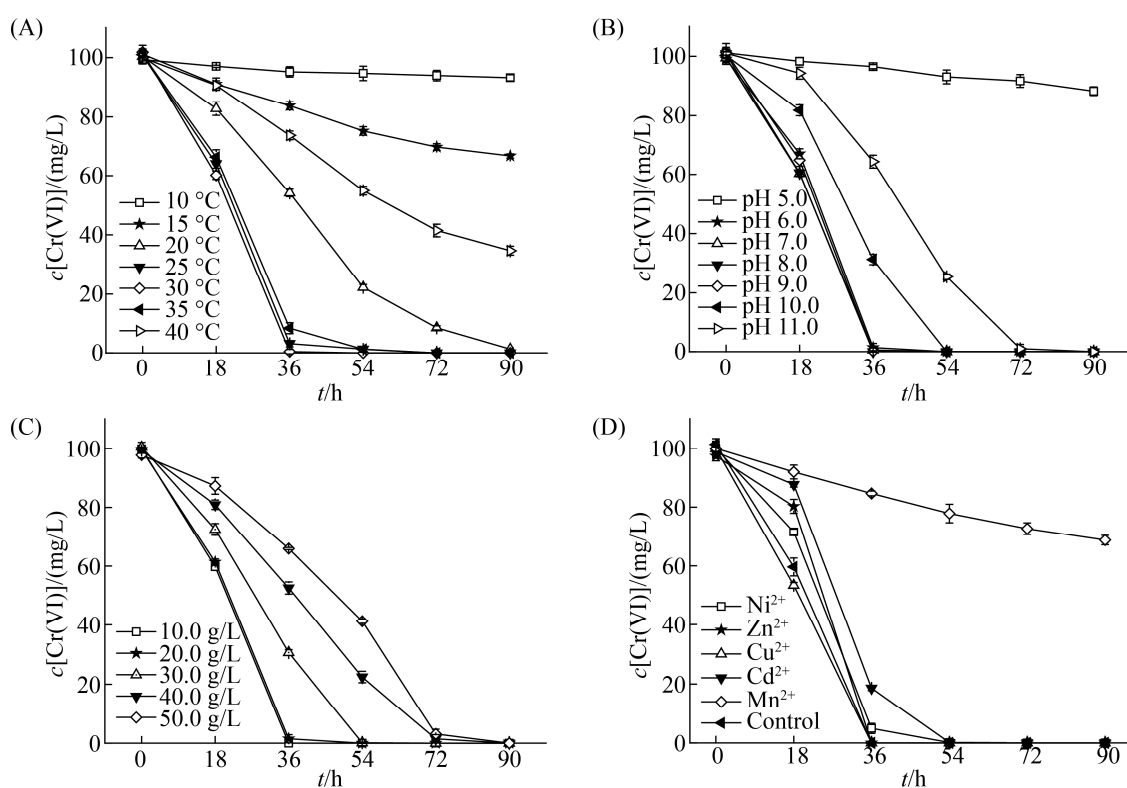 (A)
c[Cr(VI)]/(mg/L)
100
80
60
40
20
0
10 °C
15 °C
20 °C
25 °C
30 °C
35 °C
40 °C
0 18 36 54 72 90
t/h
(B)
c[Cr(VI)]/(mg/L)
100
80
60
40
20
0
pH 5.0
pH 6.0
pH 7.0
pH 8.0
pH 9.0
pH 10.0
pH 11.0
0 18 36 54 72 90
t/h
(C)
c[Cr(VI)]/(mg/L)
100
80
60
40
20
0
10.0 g/L
20.0 g/L
30.0 g/L
40.0 g/L
50.0 g/L
0 18 36 54 72 90
t/h
(D)
c[Cr(VI)]/(mg/L)
100
80
60
40
20
0
Ni²⁺
Zn²⁺
Cu²⁺
Cd²⁺
Mn²⁺
Control
0 18 36 54 72 90
t/h